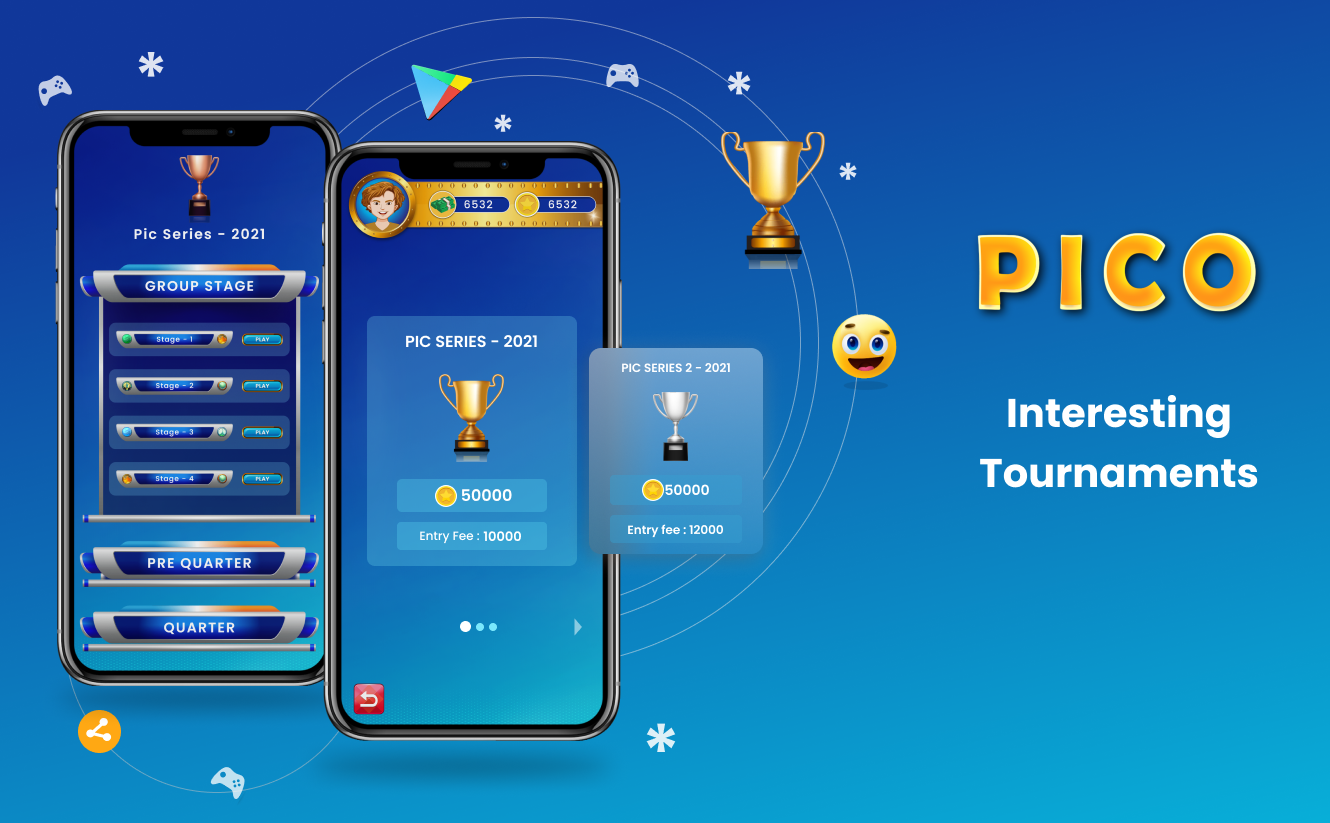 Pic Series - 2021
GROUP STAGE
Stage - 1
PLAY
Stage - 2
PLAY
Stage - 3
PLAY
Stage - 4
PLAY
PRE QUARTER
QUARTER
6532
6532
PIC SERIES - 2021
50000
Entry Fee : 10000
PIC SERIES 2 - 2021
50000
Entry fee : 12000
PICO
Interesting
Tournaments